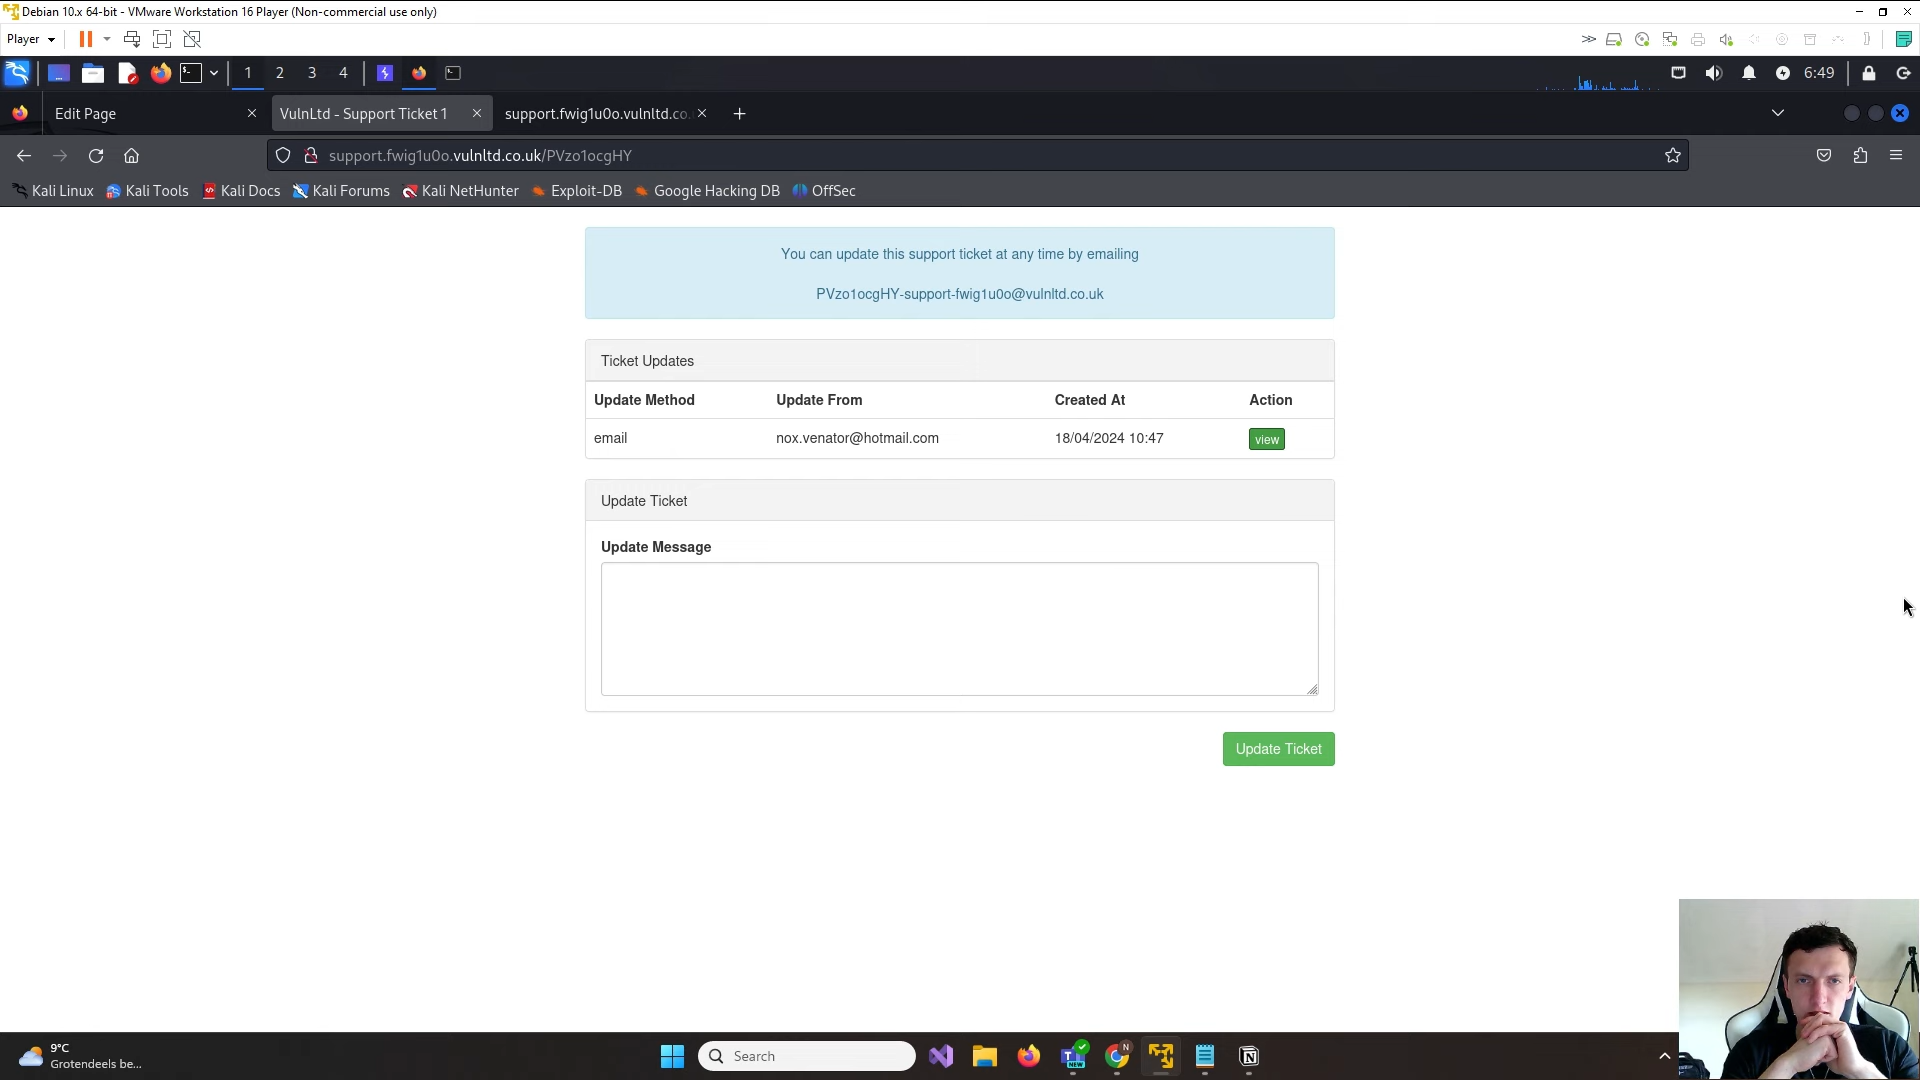 Debian 10.x 64-bit - VMware Workstation 16 Player (Non-commercial use only)
Player
1 2 3 4
6:49
Edit Page
VulnLtd - Support Ticket 1
support.fwig1u0o.vulnltd.co.
support.fwig1u0o.vulnltd.co.uk/PVzo1ocgHY
Kali Linux Kali Tools Kali Docs Kali Forums Kali NetHunter Exploit-DB Google Hacking DB OffSec
You can update this support ticket at any time by emailing
PVzo1ocgHY-support-fwig1u0o@vulnltd.co.uk
Ticket Updates
Update Method Update From Created At Action
email nox.venator@hotmail.com 18/04/2024 10:47 view
Update Ticket
Update Message
Update Ticket
9°C
Grotendeels be...
Search
NEW
N